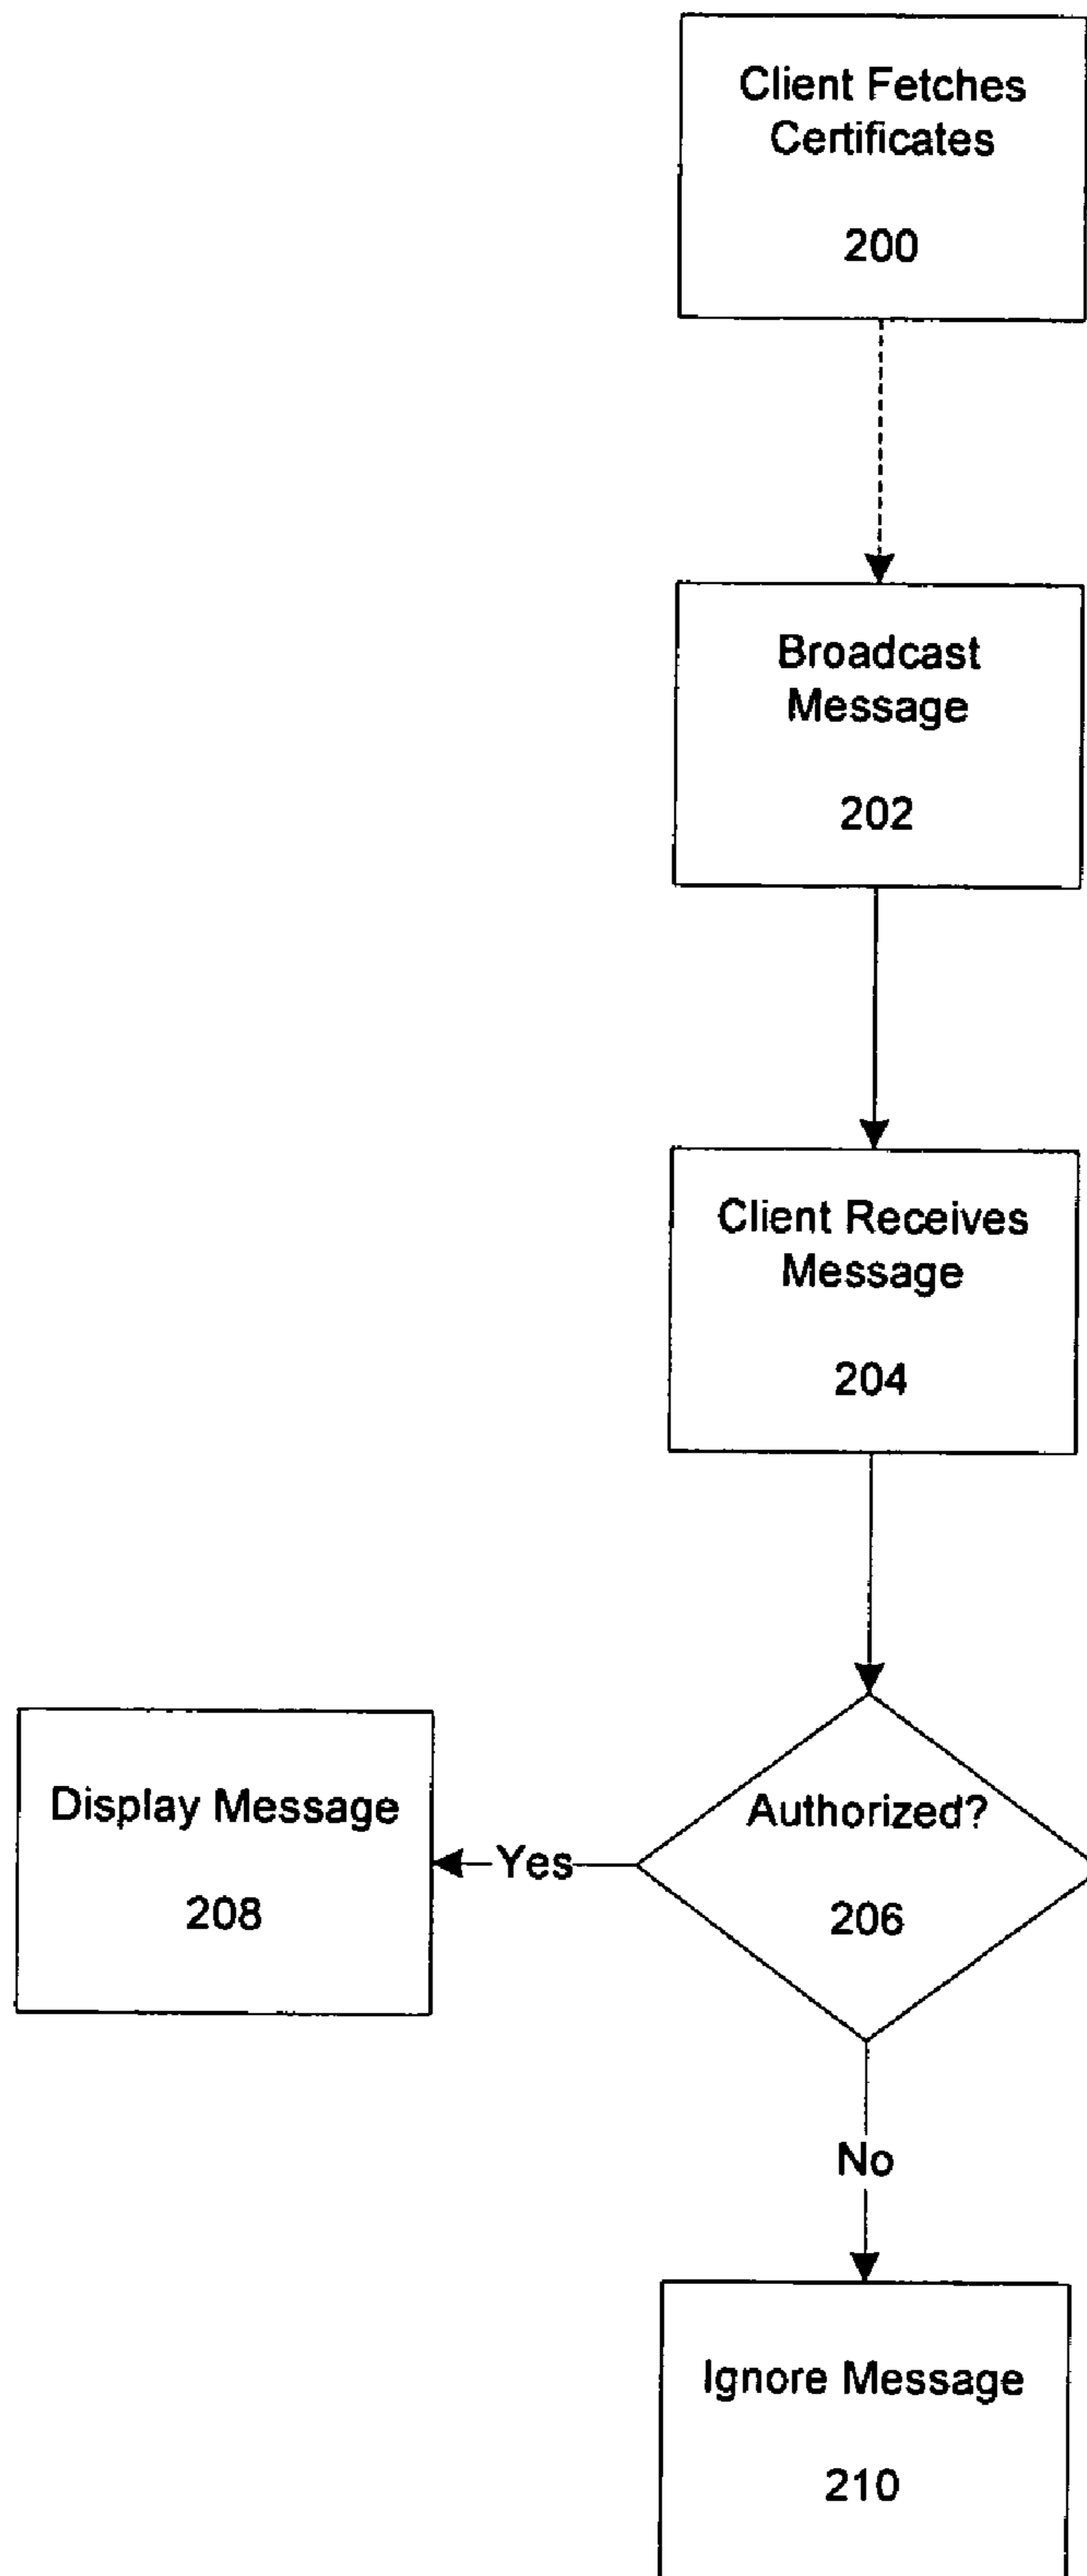 Client Fetches
Certificates
200
Broadcast
Message
202
Client Receives
Message
204
Authorized?
206
Yes
Display Message
208
No
Ignore Message
210